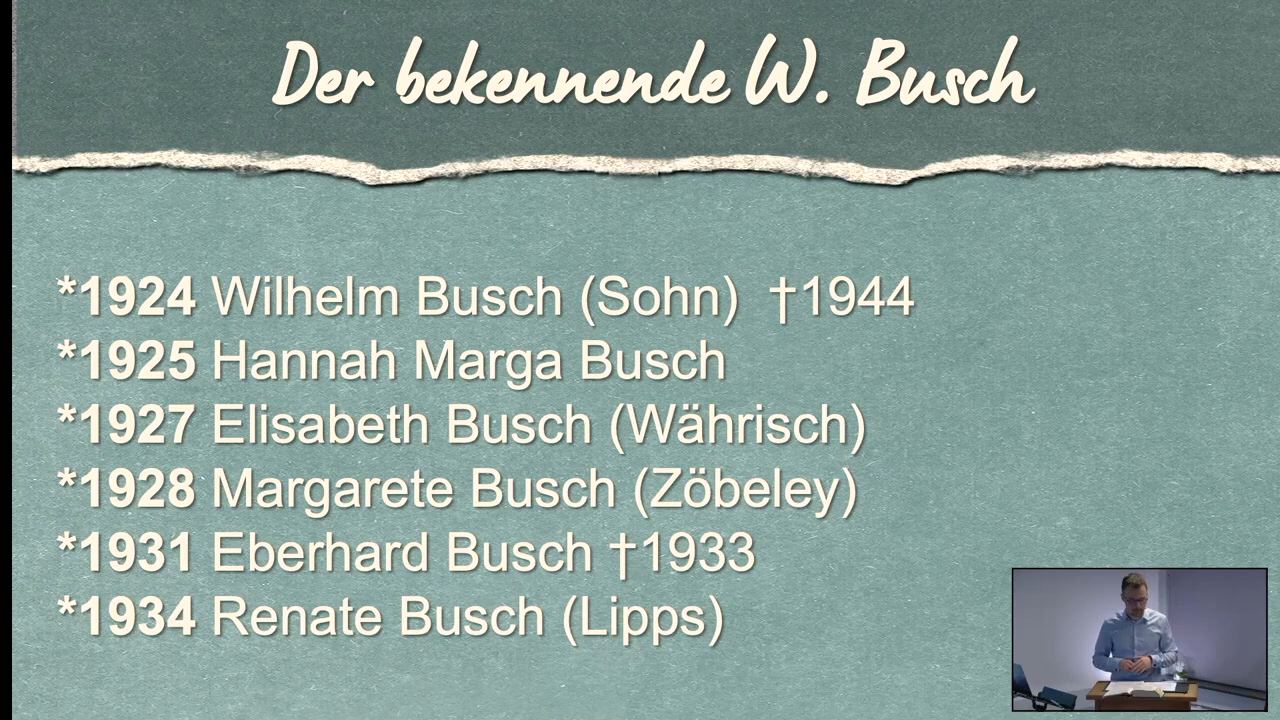 Der bekennende W. Busch
*1924 Wilhelm Busch (Sohn) †1944
*1925 Hannah Marga Busch
*1927 Elisabeth Busch (Währisch)
*1928 Margarete Busch (Zöbeley)
*1931 Eberhard Busch †1933
*1934 Renate Busch (Lipps)